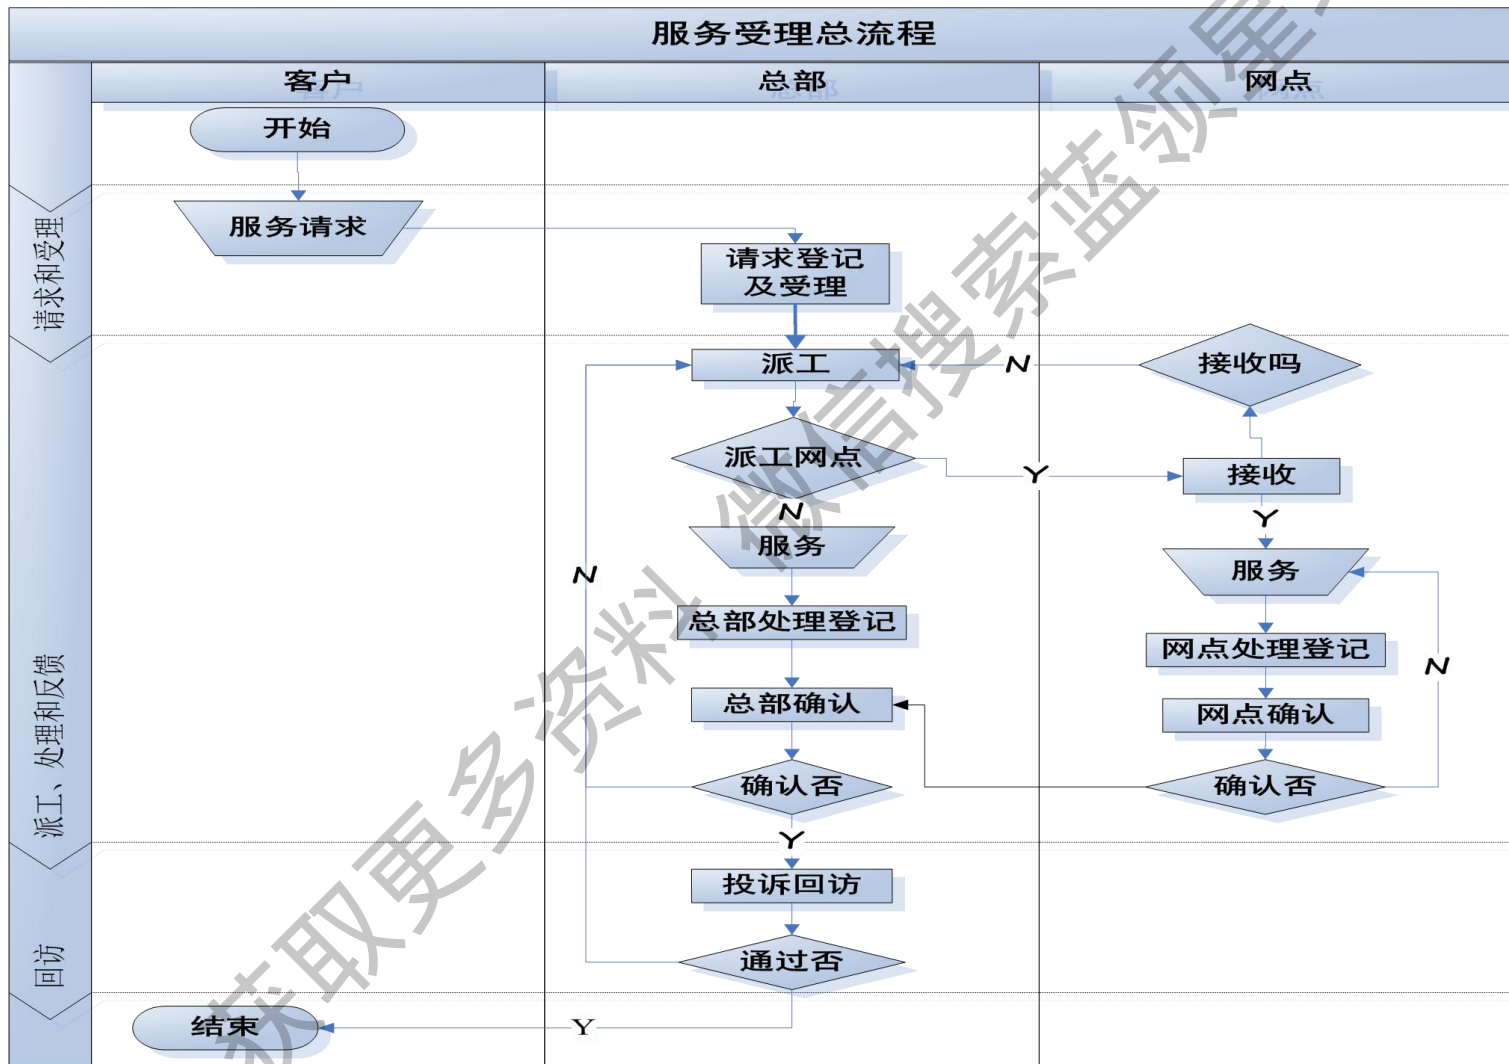 服务受理总流程
客户
总部
网点
开始
请求和受理
服务请求
请求登记
及受理
派工
N
接收吗
派工网点
Y
接收
N
Y
服务
服务
N
总部处理登记
网点处理登记
N
派工、处理和反馈
总部确认
网点确认
确认否
确认否
Y
投诉回访
回访
通过否
结束
Y
获取更多资料 微信搜索蓝领星